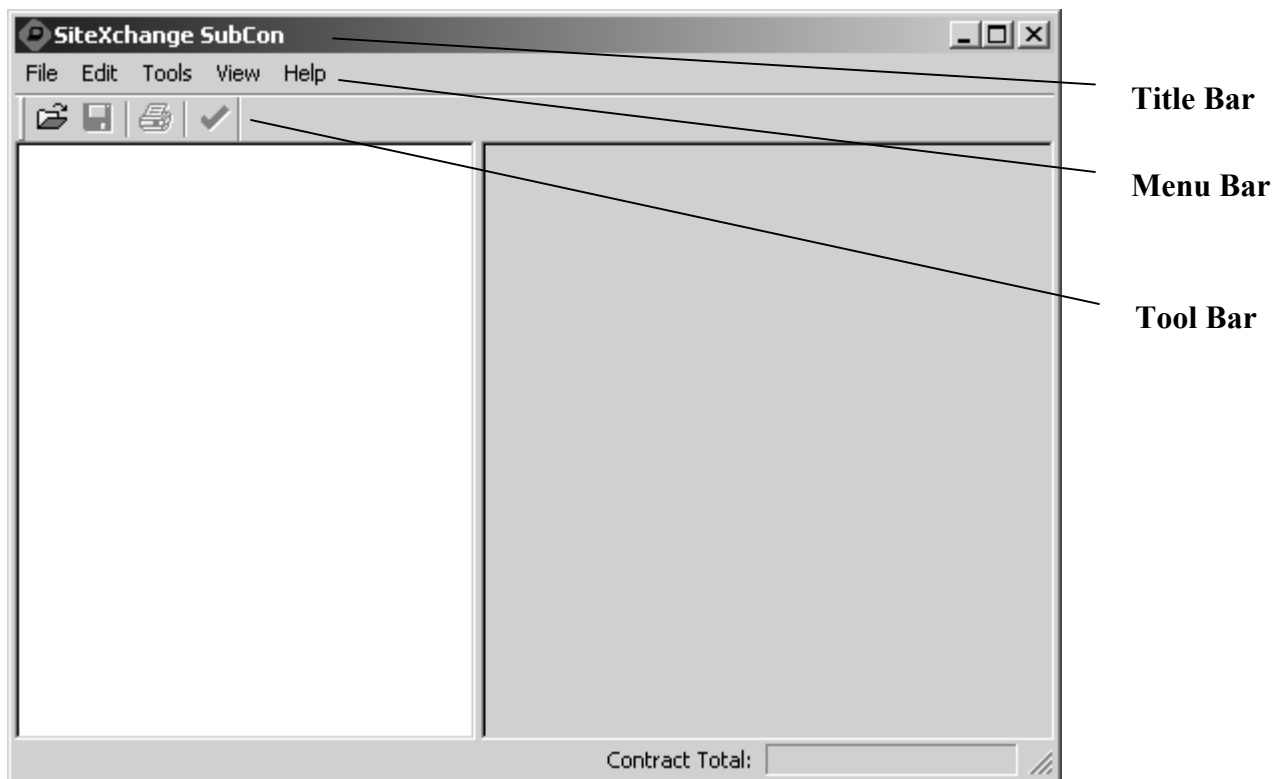 SiteXchange SubCon
File Edit Tools View Help
Title Bar
Menu Bar
Tool Bar
Contract Total: